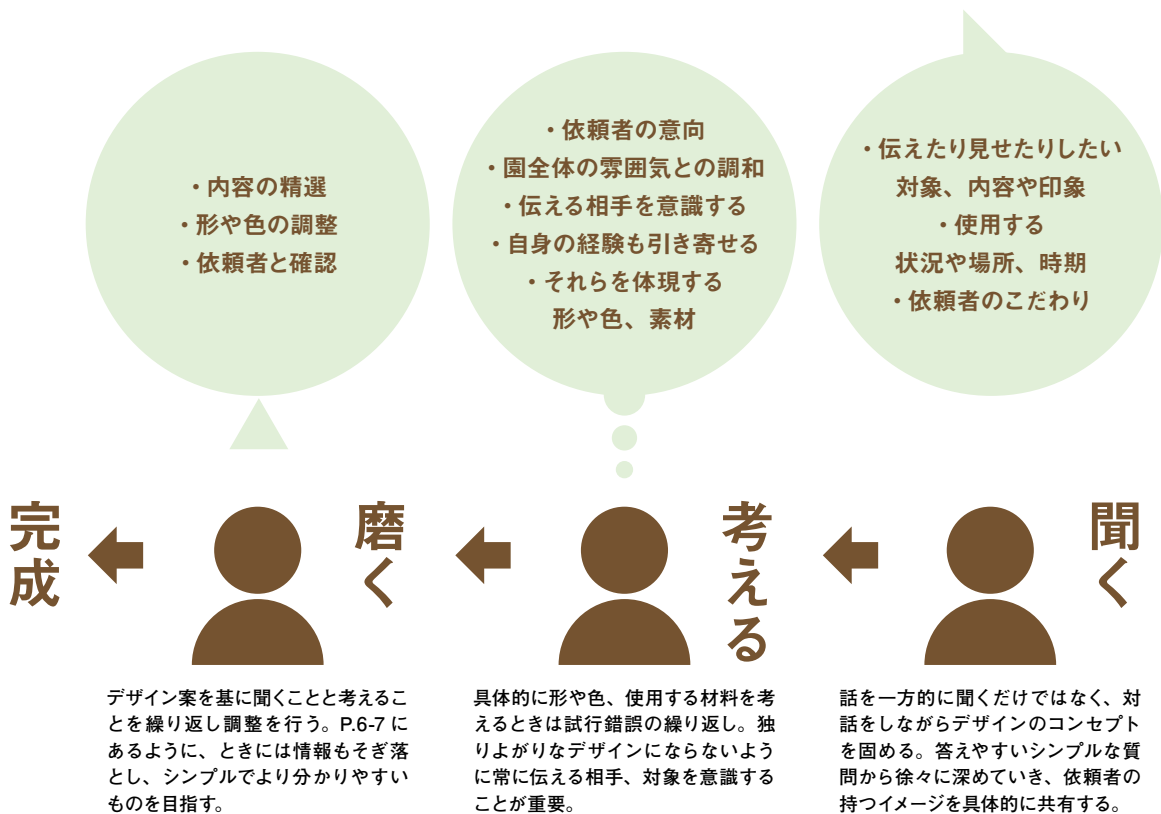 聞く
・伝えたり見せたりしたい
対象、内容や印象
・使用する
状況や場所、時期
・依頼者のこだわり
話を一方的に聞くだけではなく、対
話をしながらデザインのコンセプト
を固める。答えやすいシンプルな質
問から徐々に深めていき、依頼者の
持つイメージを具体的に共有する。
考える
・依頼者の意向
・園全体の雰囲気との調和
・伝える相手を意識する
・自身の経験も引き寄せる
・それらを体現する
形や色、素材
具体的に形や色、使用する材料を考
えるときは試行錯誤の繰り返し。独
りよがりなデザインにならないよう
に常に伝える相手、対象を意識する
ことが重要。
磨く
・内容の精選
・形や色の調整
・依頼者と確認
デザイン案を基に聞くことと考えるこ
とを繰り返し調整を行う。P.6-7 に
あるように、ときには情報もそぎ落
とし、シンプルでより分かりやすい
ものを目指す。
完成